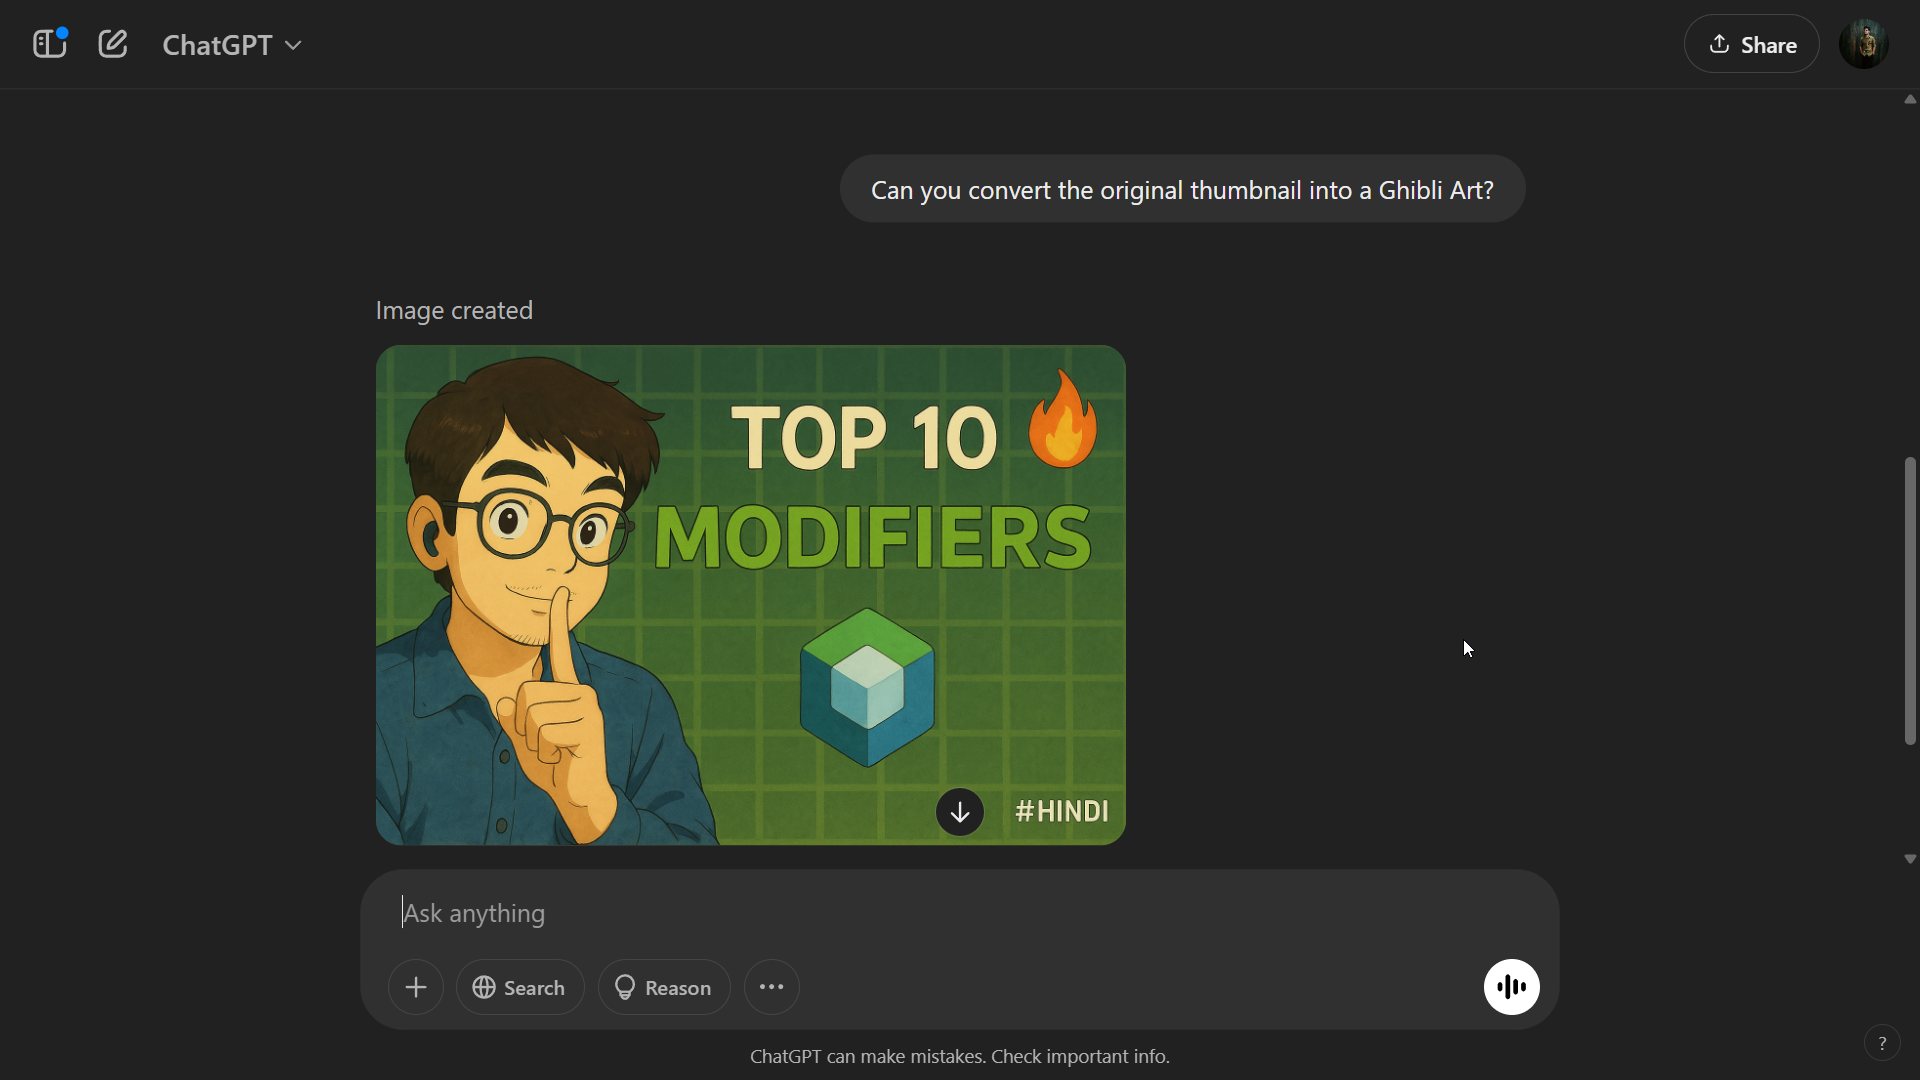 ChatGPT
Share
Can you convert the original thumbnail into a Ghibli Art?
Image created
TOP 10
MODIFIERS
#HINDI
Ask anything
Search
Reason
ChatGPT can make mistakes. Check important info.
?